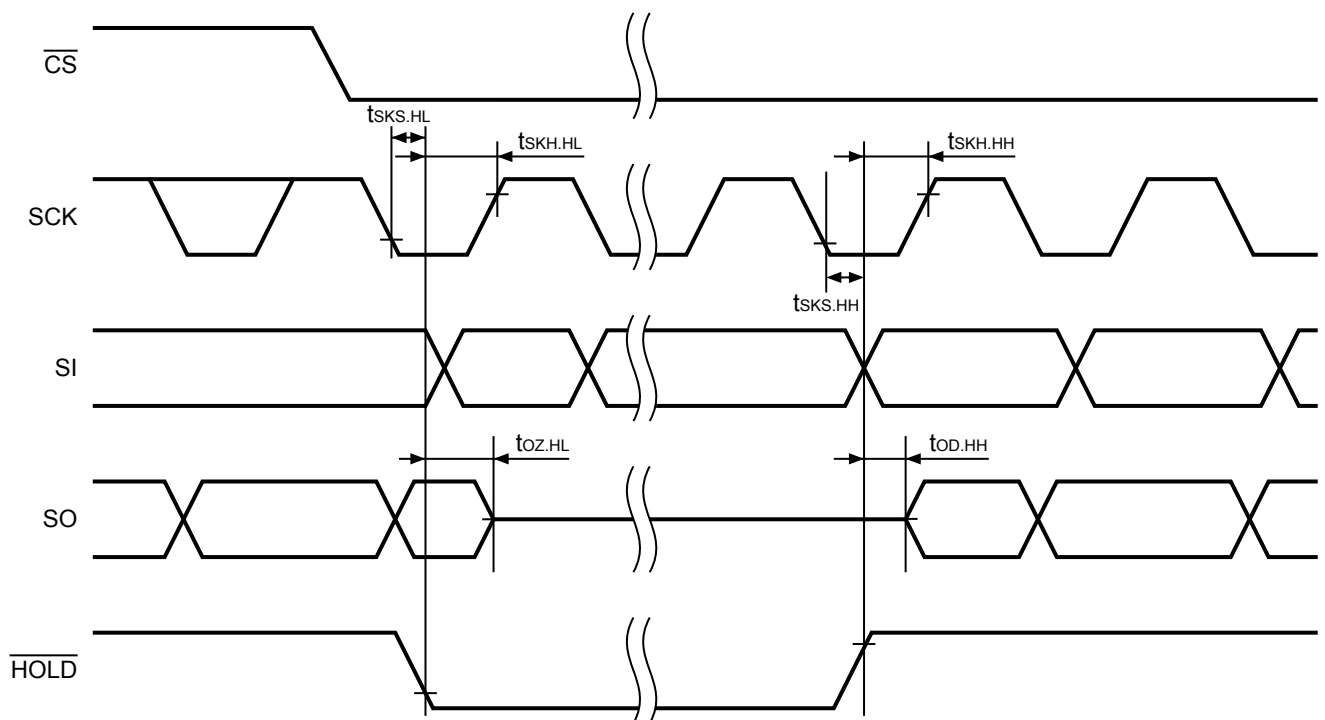 CS
tSKS.HL
tSKH.HL
tSKH.HH
SCK
tSKS.HH
SI
tOZ.HL
tOD.HH
SO
HOLD